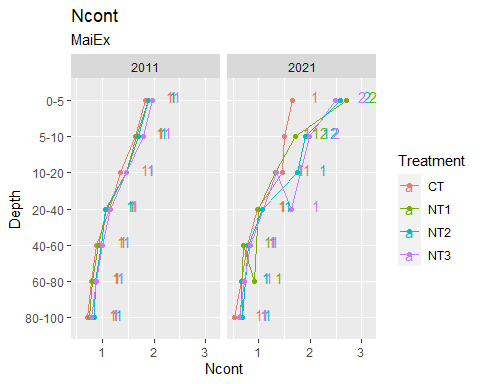 Ncont
MaiEx
2011 2021
0-5
5-10
10-20
20-40
40-60
60-80
80-100
Depth
1 2 3 1 2 3
Ncont
Treatment
CT
NT1
NT2
NT3